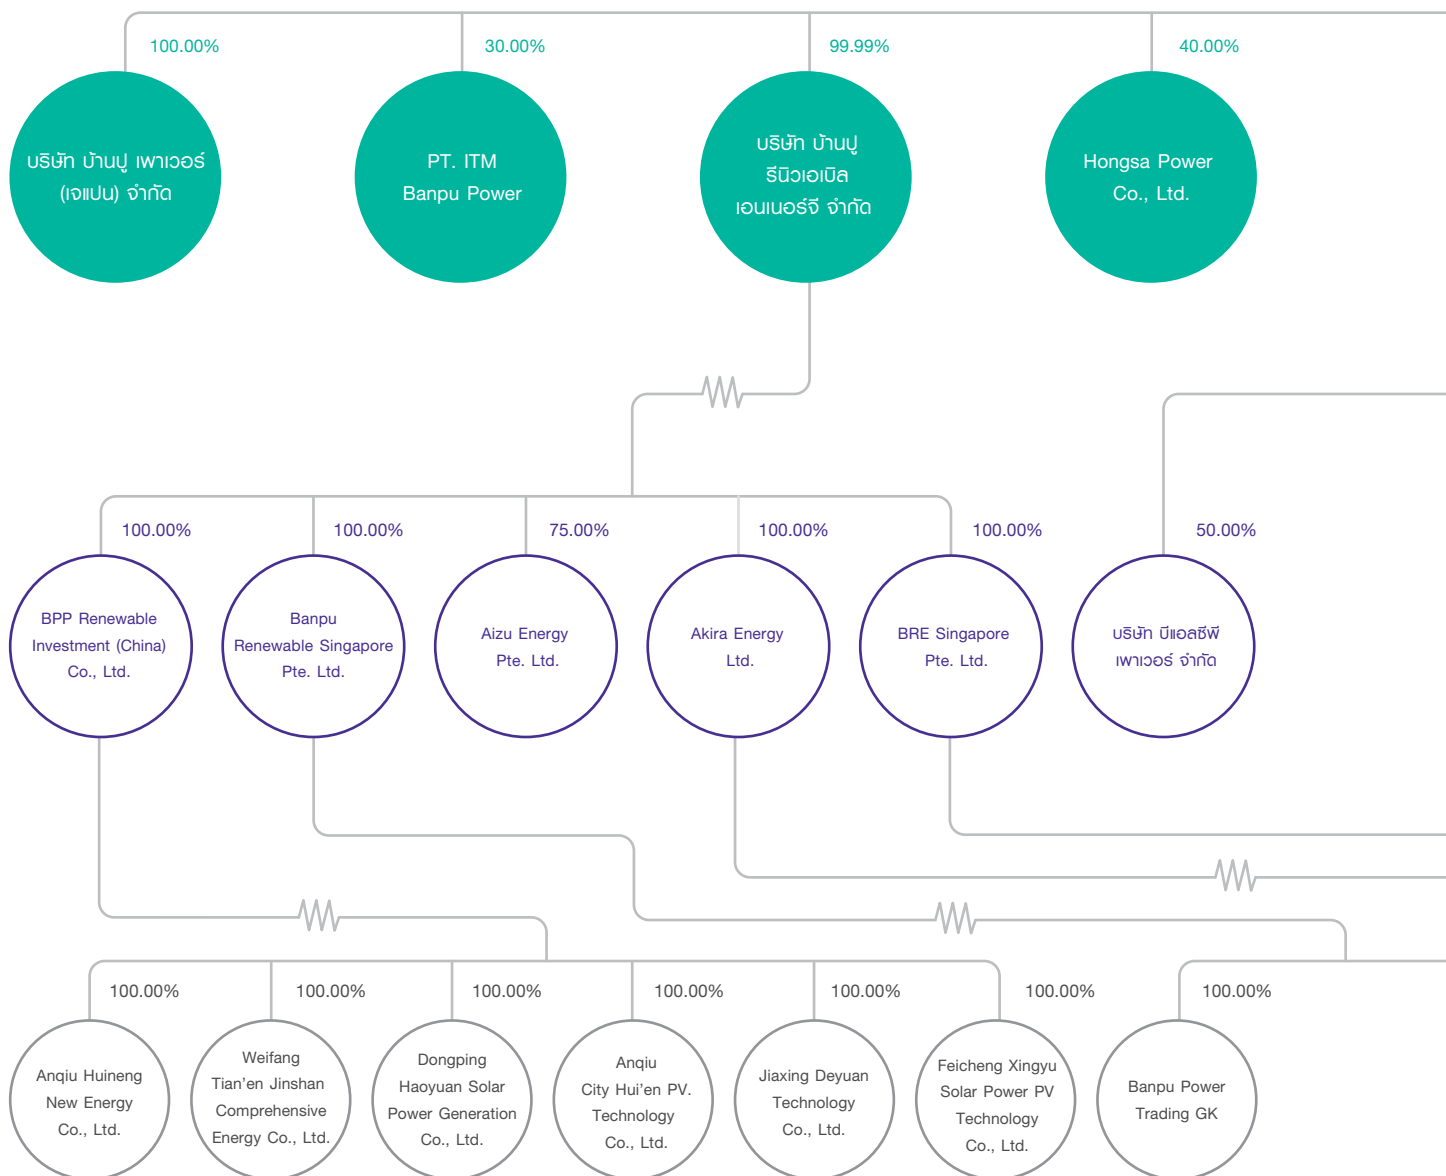 100.00%
30.00%
99.99%
40.00%
บริษัท บ้านปู เพาเวอร์
(เจแปน) จำกัด
PT. ITM
Banpu Power
บริษัท บ้านปู
รีนิวเอเบิล
เอนเนอร์จี จำกัด
Hongsa Power
Co., Ltd.
100.00%
100.00%
75.00%
100.00%
100.00%
50.00%
BPP Renewable
Investment (China)
Co., Ltd.
Banpu
Renewable Singapore
Pte. Ltd.
Aizu Energy
Pte. Ltd.
Akira Energy
Ltd.
BRE Singapore
Pte. Ltd.
บริษัท บีแอลซีพี
เพาเวอร์ จำกัด
100.00%
100.00%
100.00%
100.00%
100.00%
100.00%
100.00%
Anqiu Huineng
New Energy
Co., Ltd.
Weifang
Tian’en Jinshan
Comprehensive
Energy Co., Ltd.
Dongping
Haoyuan Solar
Power Generation
Co., Ltd.
Anqiu
City Hui’en PV.
Technology
Co., Ltd.
Jiaxing Deyuan
Technology
Co., Ltd.
Feicheng Xingyu
Solar Power PV
Technology
Co., Ltd.
Banpu Power
Trading GK